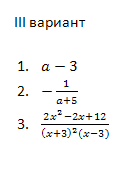 III вариант
1. a − 3
2. − 1/(a+5)
3. (2x² − 2x + 12)/((x+3)²(x−3))